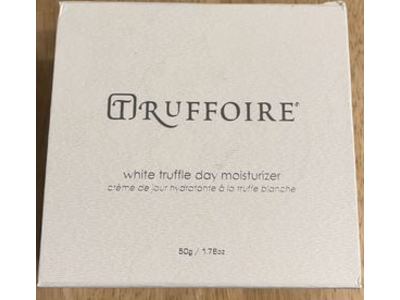 TRUFFOIRE®
white truffle day moisturizer
crème de jour hydratante à la truffe blanche
50g / 1.76oz